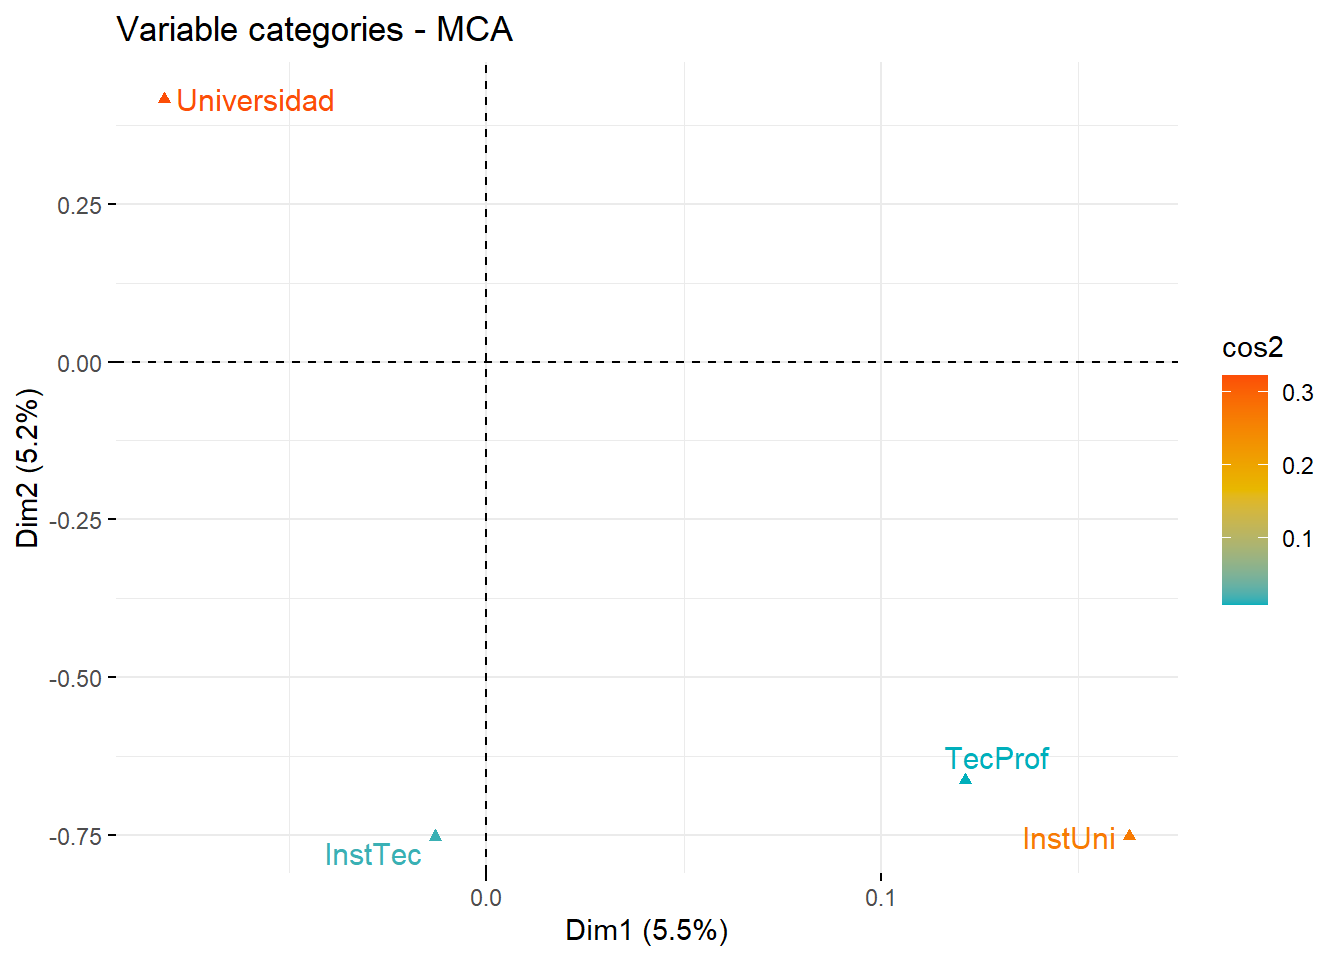 Variable categories - MCA
Universidad
0.25
0.00
-0.25
-0.50
-0.75
Dim2 (5.2%)
TecProf
InstUni
InstTec
0.0
0.1
Dim1 (5.5%)
cos2
0.3
0.2
0.1